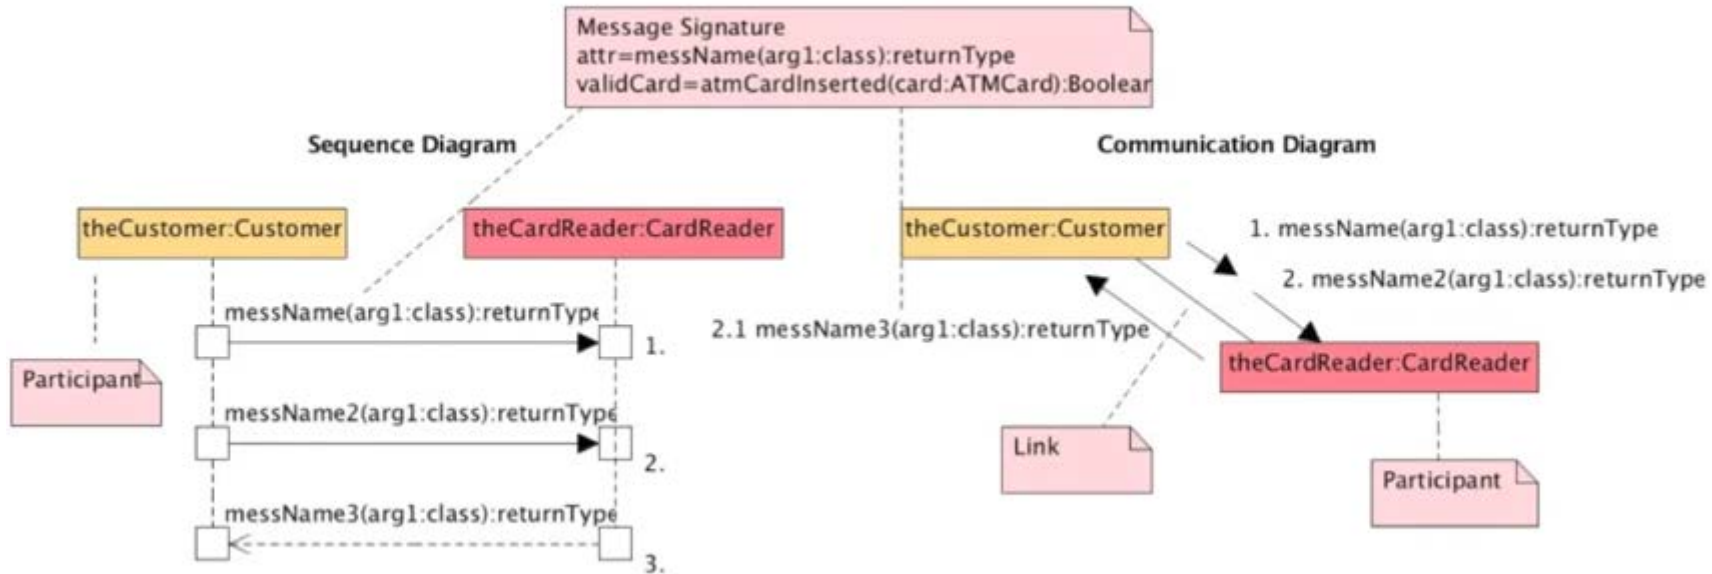 Message Signature
attr=messName(arg1:class):returnType
validCard=atmCardInserted(card:ATMCard):Boolear
Sequence Diagram
Communication Diagram
theCustomer:Customer
theCardReader:CardReader
theCustomer:Customer
1. messName(arg1:class):returnType
2. messName2(arg1:class):returnType
messName(arg1:class):returnType
1.
2.1 messName3(arg1:class):returnType
theCardReader:CardReader
Participant
messName2(arg1:class):returnType
2.
Link
Participant
messName3(arg1:class):returnType
3.